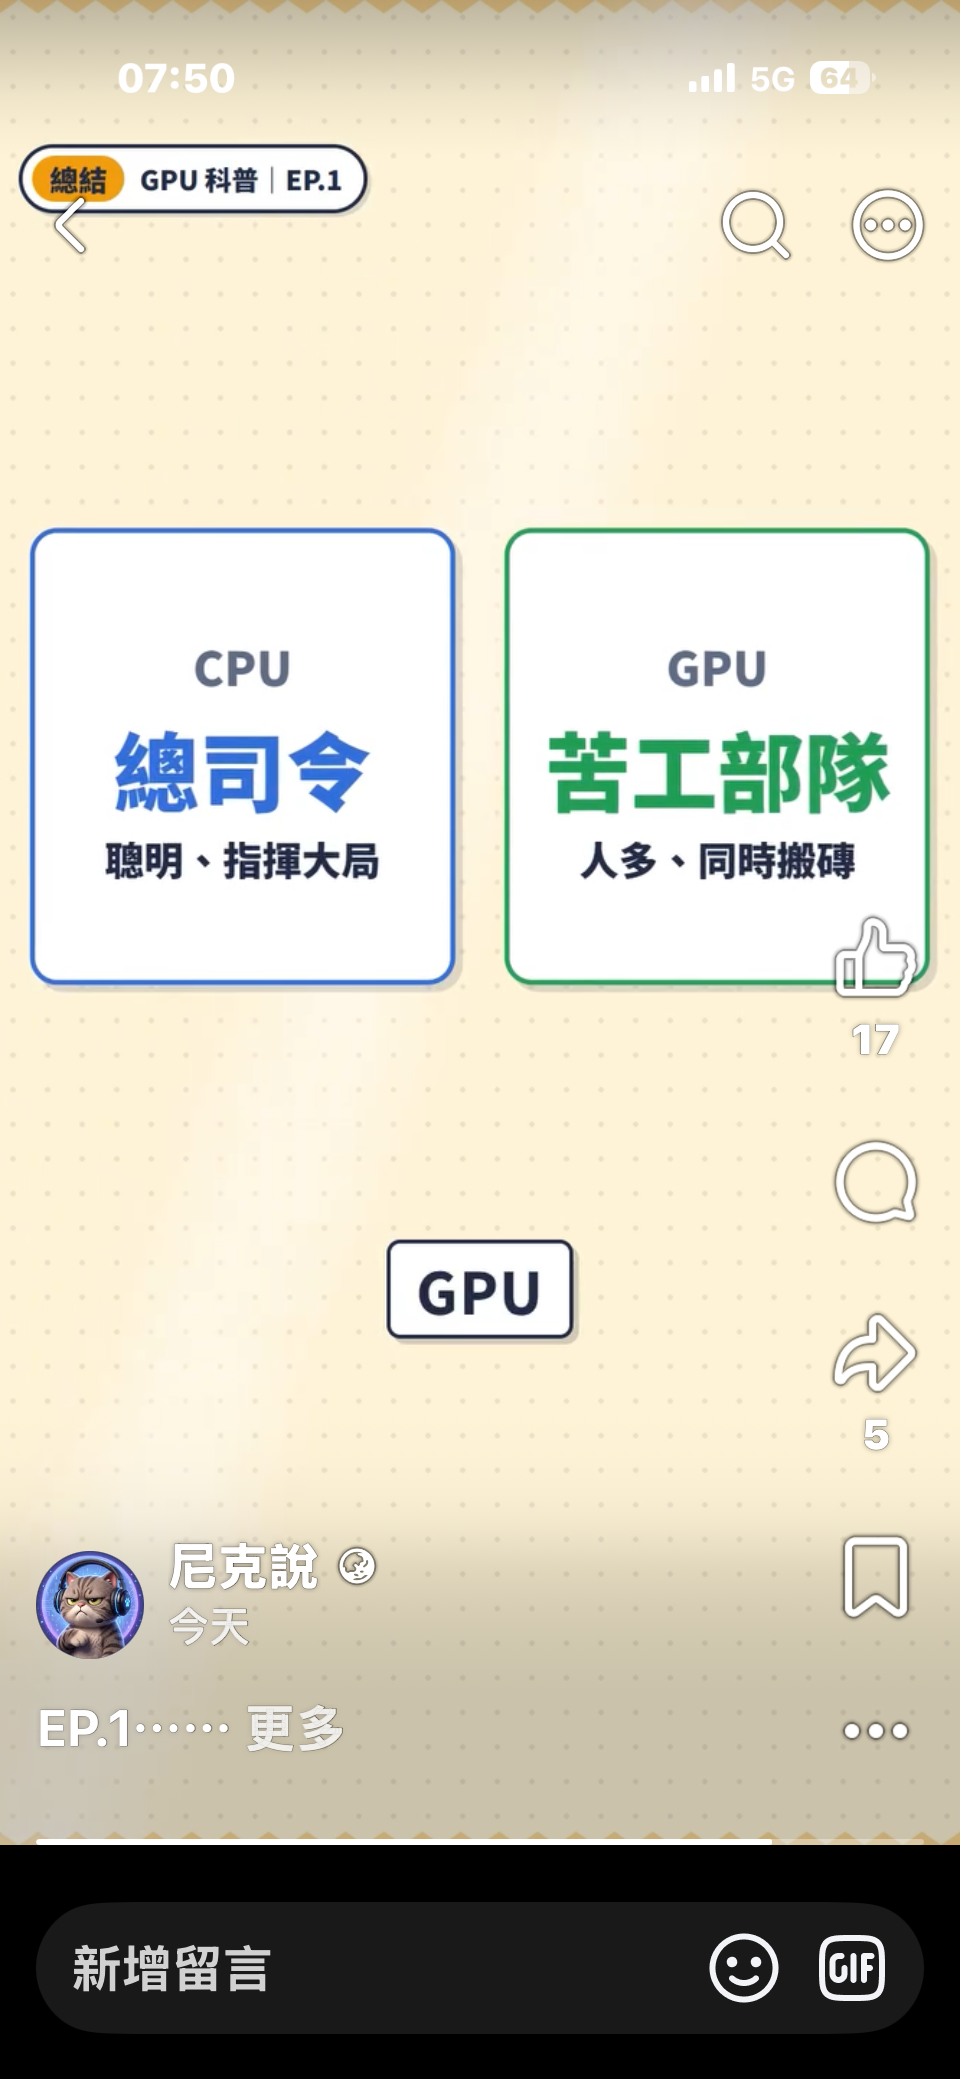 07:50
5G 64
總結 GPU 科普｜EP.1
CPU
總司令
聰明、指揮大局
GPU
苦工部隊
人多、同時搬磚
17
GPU
5
尼克說
今天
EP.1…… 更多
新增留言
GIF